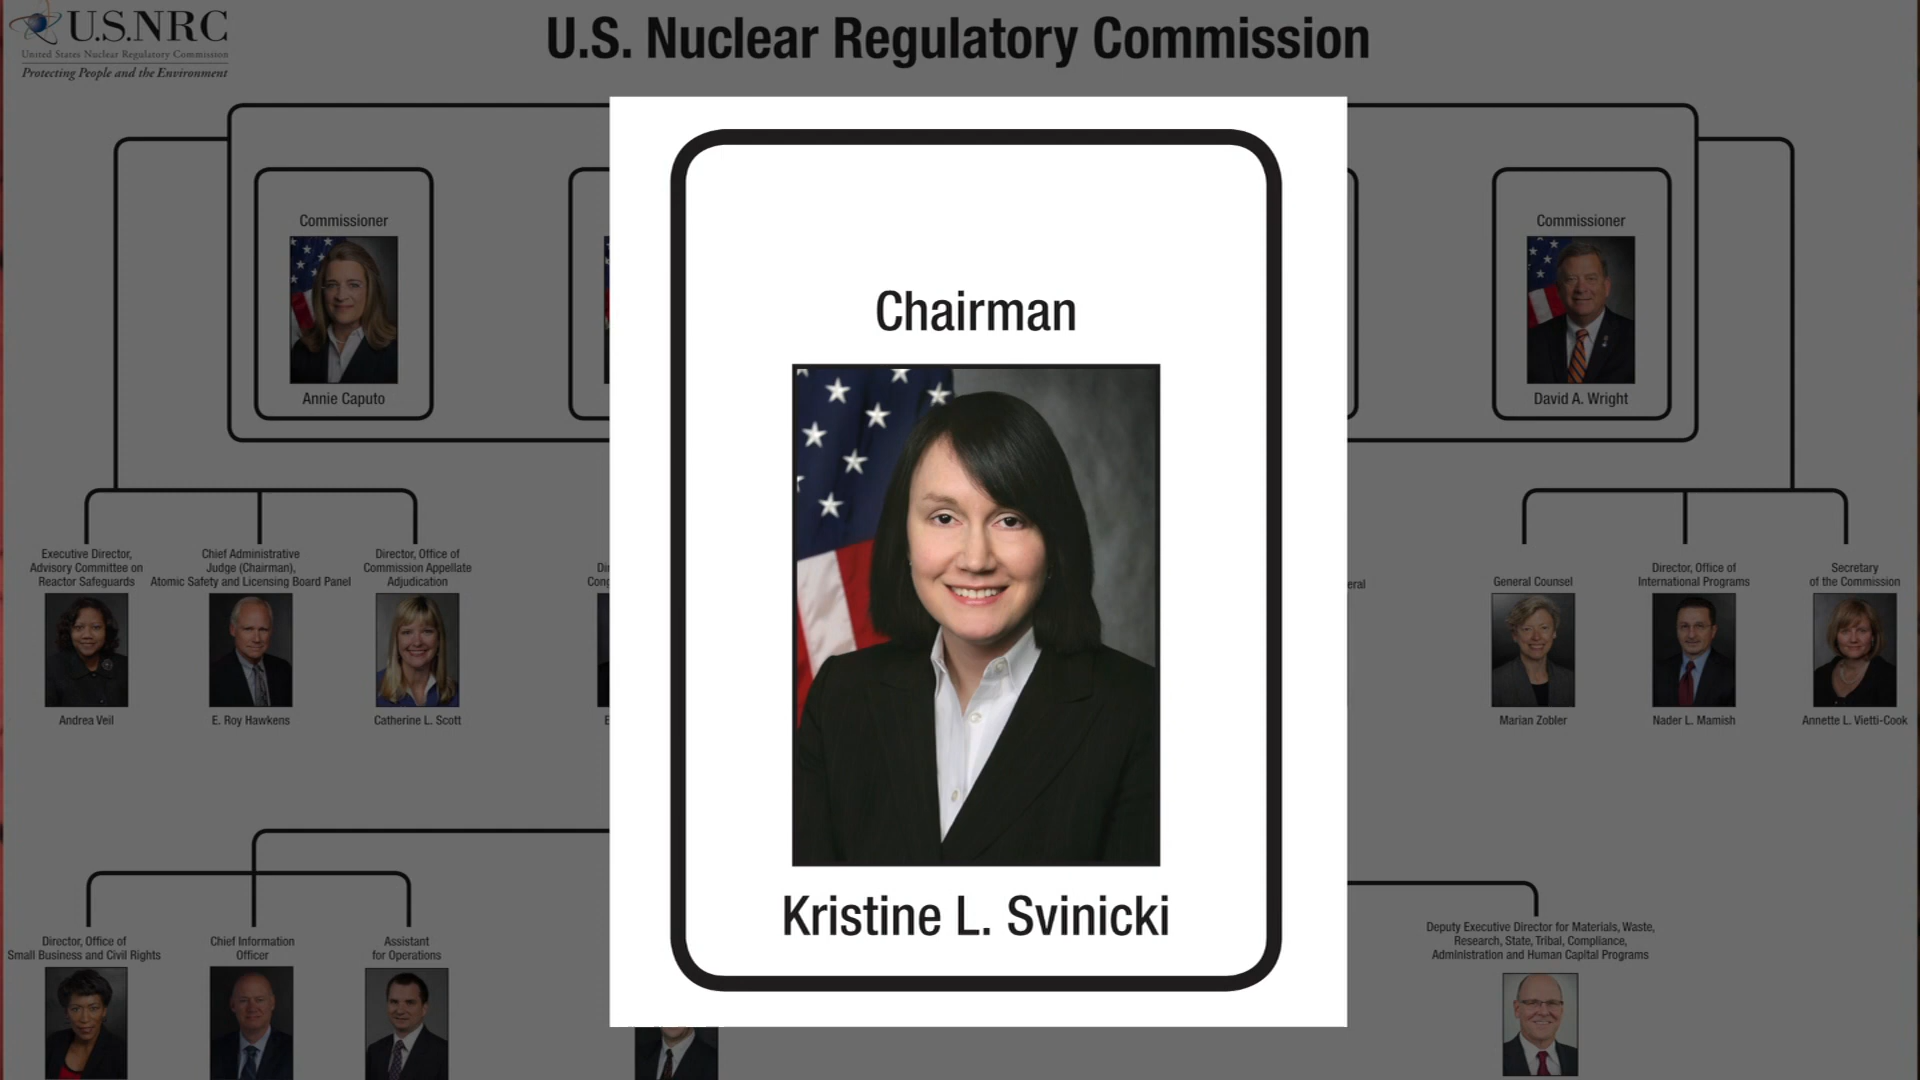 U.S.NRC
United States Nuclear Regulatory Commission
Protecting People and the Environment
U.S. Nuclear Regulatory Commission
Commissioner
Annie Caputo
Chairman
Kristine L. Svinicki
Commissioner
David A. Wright
Executive Director,
Advisory Committee on
Reactor Safeguards
Andrea Veil
Chief Administrative
Judge (Chairman),
Atomic Safety and Licensing Board Panel
E. Roy Hawkens
Director, Office of
Commission Appellate
Adjudication
Catherine L. Scott
General Counsel
Marian Zobler
Director, Office of
International Programs
Nader L. Mamish
Secretary
of the Commission
Annette L. Vietti-Cook
Director, Office of
Small Business and Civil Rights
Chief Information
Officer
Assistant
for Operations
Deputy Executive Director for Materials, Waste,
Research, State, Tribal, Compliance,
Administration and Human Capital Programs